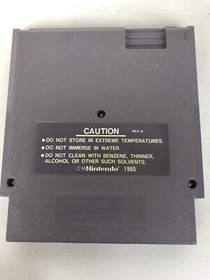 CAUTION REV-A
● DO NOT STORE IN EXTREME TEMPERATURES.
● DO NOT IMMERSE IN WATER.
● DO NOT CLEAN WITH BENZENE, THINNER,
ALCOHOL OR OTHER SUCH SOLVENTS.
©Nintendo 1985